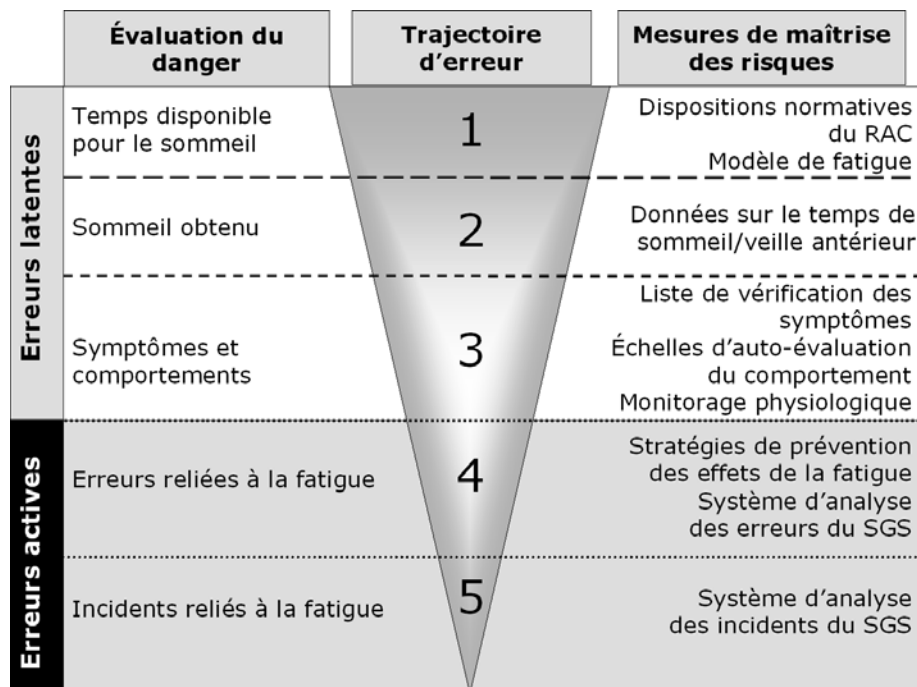 Évaluation du
danger
Trajectoire
d'erreur
Mesures de maîtrise
des risques
Erreurs latentes
Temps disponible
pour le sommeil
1
Dispositions normatives
du RAC
Modèle de fatigue
Sommeil obtenu
2
Données sur le temps de
sommeil/veille antérieur
Symptômes et
comportements
3
Liste de vérification des
symptômes
Échelles d'auto-évaluation
du comportement
Monitorage physiologique
Erreurs actives
Erreurs reliées à la fatigue
4
Stratégies de prévention
des effets de la fatigue
Système d'analyse
des erreurs du SGS
Incidents reliés à la fatigue
5
Système d'analyse
des incidents du SGS